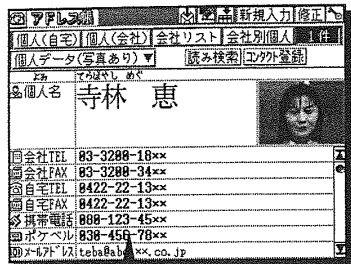 アドレス帳 新規入力 修正
個人(自宅) 個人(会社) 会社リスト 会社別個人 1件
個人データ(写真あり)▼ 読み検索 コンタクト登録
よみ てらばやし めぐ
個人名 寺林 恵
会社TEL 03-3200-18××
会社FAX 03-3200-34××
自宅TEL 0422-22-13××
自宅FAX 0422-22-13××
携帯電話 080-123-45××
ポケベル 030-456-78××
メールアドレス teba@abc××.co.jp